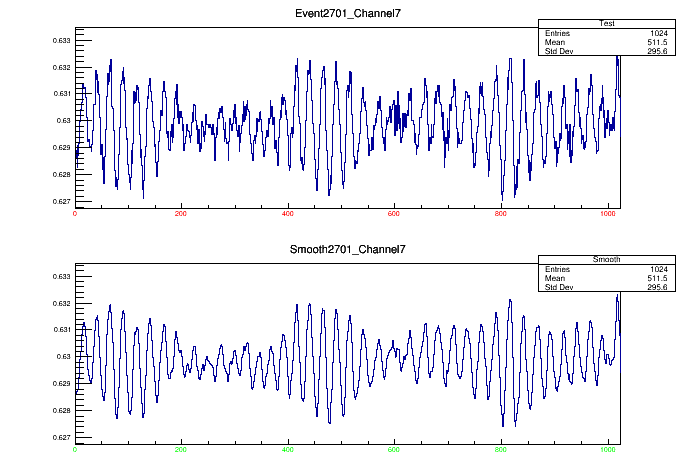 Event2701_Channel7
Test
Entries 1024
Mean 511.5
Std Dev 295.6
0.633
0.632
0.631
0.63
0.629
0.628
0.627
0 200 400 600 800 1000
Smooth2701_Channel7
Smooth
Entries 1024
Mean 511.5
Std Dev 295.6
0.633
0.632
0.631
0.63
0.629
0.628
0.627
0 200 400 600 800 1000